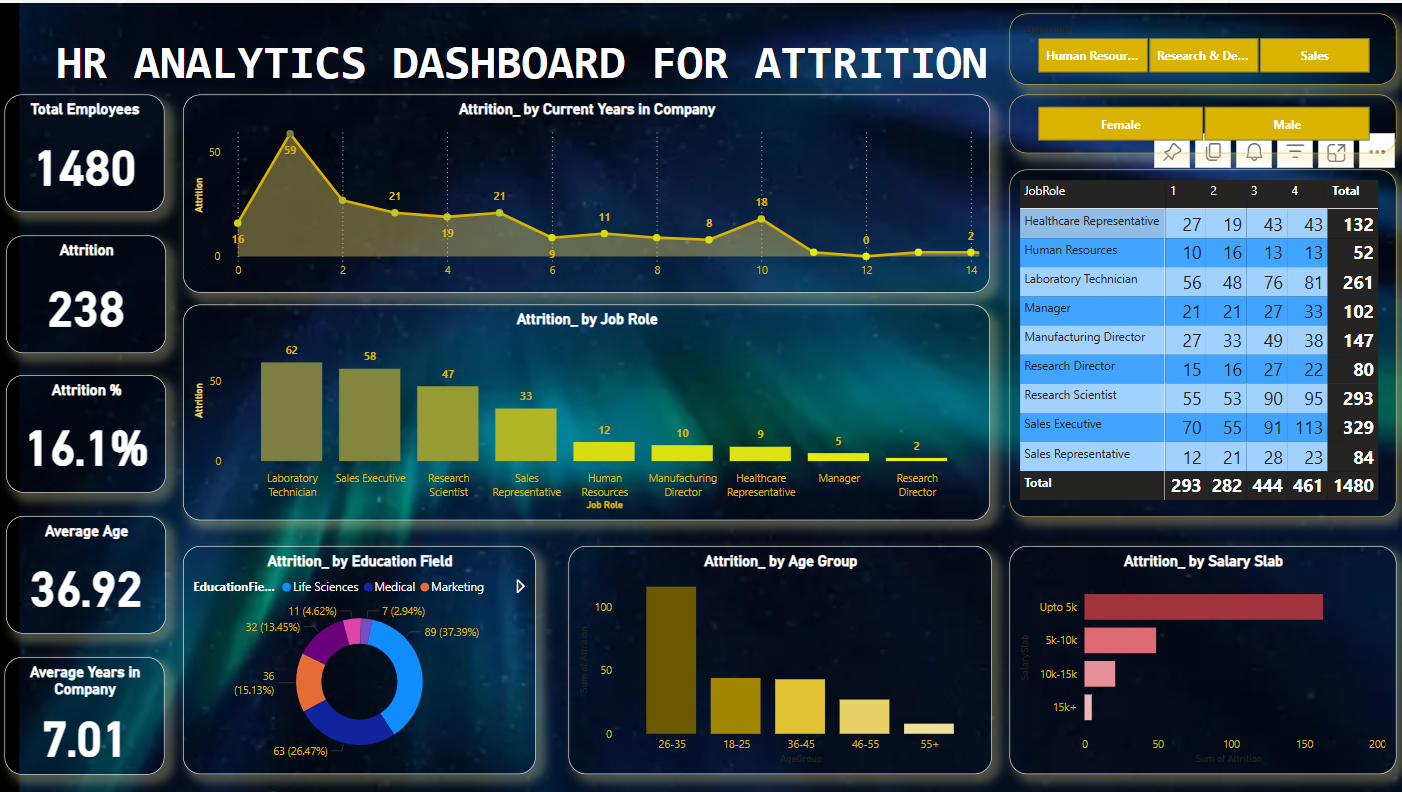 HR ANALYTICS DASHBOARD FOR ATTRITION
Human Resour...
Research & De...
Sales
Female
Male
Total Employees
1480
Attrition
238
Attrition %
16.1%
Average Age
36.92
Average Years in
Company
7.01
Attrition_ by Current Years in Company
Attrition
50
0
16
59
21
19
21
9
11
8
18
0
2
0 2 4 6 8 10 12 14
Attrition_ by Job Role
Attrition
50
0
62 58 47 33 12 10 9 5 2
Laboratory
Technician
Sales Executive
Research
Scientist
Sales
Representative
Human
Resources
Manufacturing
Director
Healthcare
Representative
Manager
Research
Director
Job Role
JobRole 1 2 3 4 Total
Healthcare Representative 27 19 43 43 132
Human Resources 10 16 13 13 52
Laboratory Technician 56 48 76 81 261
Manager 21 21 27 33 102
Manufacturing Director 27 33 49 38 147
Research Director 15 16 27 22 80
Research Scientist 55 53 90 95 293
Sales Executive 70 55 91 113 329
Sales Representative 12 21 28 23 84
Total 293 282 444 461 1480
Attrition_ by Education Field
EducationFie... Life Sciences Medical Marketing
11 (4.62%)
7 (2.94%)
32 (13.45%)
89 (37.39%)
36
(15.13%)
63 (26.47%)
Attrition_ by Age Group
Sum of Attrition_
100
50
0
26-35 18-25 36-45 46-55 55+
AgeGroup
Attrition_ by Salary Slab
SalarySlab
Upto 5k
5k-10k
10k-15k
15k+
0 50 100 150 200
Sum of Attrition_